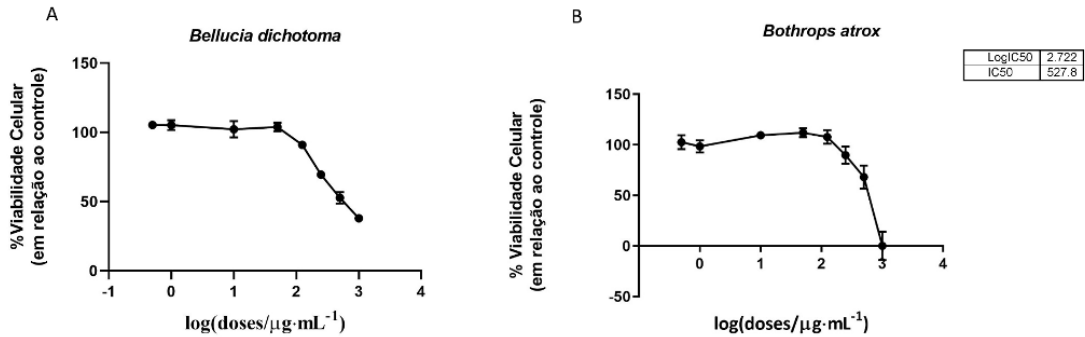 A
Bellucia dichotoma
%Viabilidade Celular
(em relação ao controle)
150
100
50
0
-1
0
1
2
3
4
log(doses/μg·mL⁻¹)
B
Bothrops atrox
LogIC50 2.722
IC50 527.8
% Viabilidade Celular
(em relação ao controle)
150
100
50
0
-50
0
1
2
3
4
log(doses/μg·mL⁻¹)